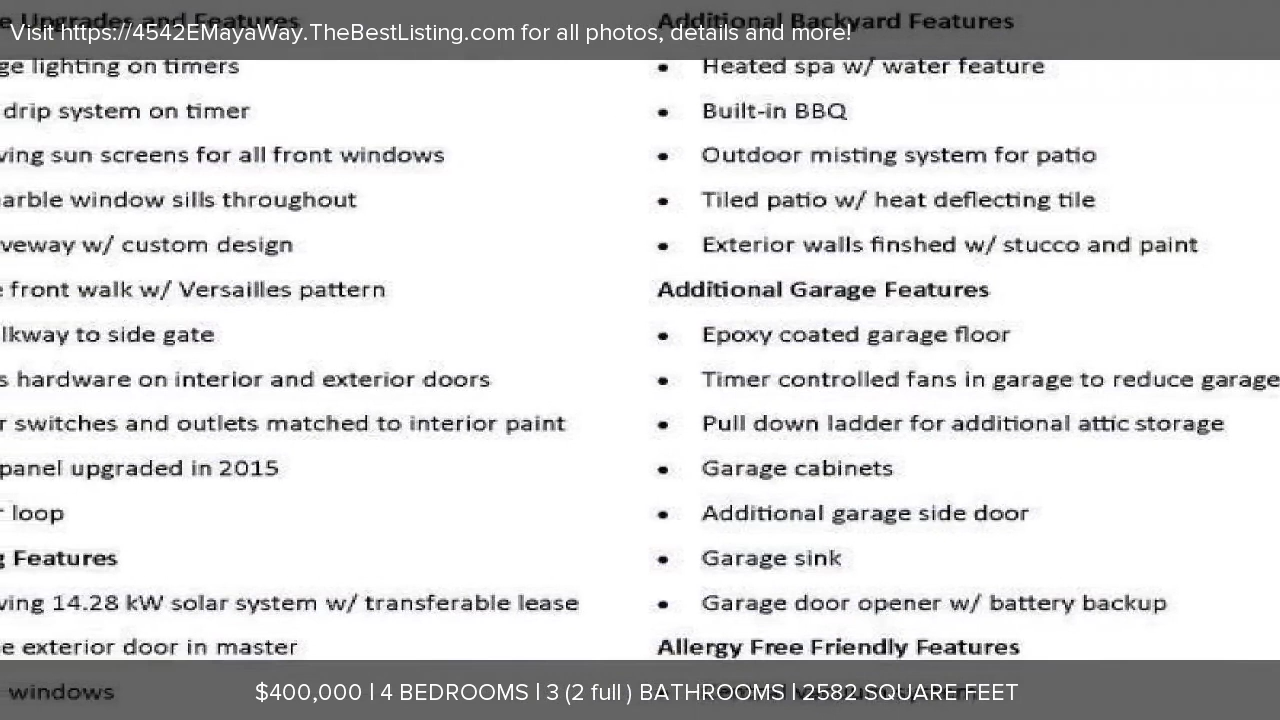 e Upgrades and Features
Visit https://4542EMayaWay.TheBestListing.com for all photos, details and more!
ge lighting on timers
drip system on timer
ving sun screens for all front windows
arble window sills throughout
veway w/ custom design
e front walk w/ Versailles pattern
lkway to side gate
s hardware on interior and exterior doors
r switches and outlets matched to interior paint
panel upgraded in 2015
r loop
g Features
ving 14.28 kW solar system w/ transferable lease
e exterior door in master
windows
Additional Backyard Features
• Heated spa w/ water feature
• Built-in BBQ
• Outdoor misting system for patio
• Tiled patio w/ heat deflecting tile
• Exterior walls finshed w/ stucco and paint
Additional Garage Features
• Epoxy coated garage floor
• Timer controlled fans in garage to reduce garage
• Pull down ladder for additional attic storage
• Garage cabinets
• Additional garage side door
• Garage sink
• Garage door opener w/ battery backup
Allergy Free Friendly Features
$400,000 | 4 BEDROOMS | 3 (2 full ) BATHROOMS | 2582 SQUARE FEET